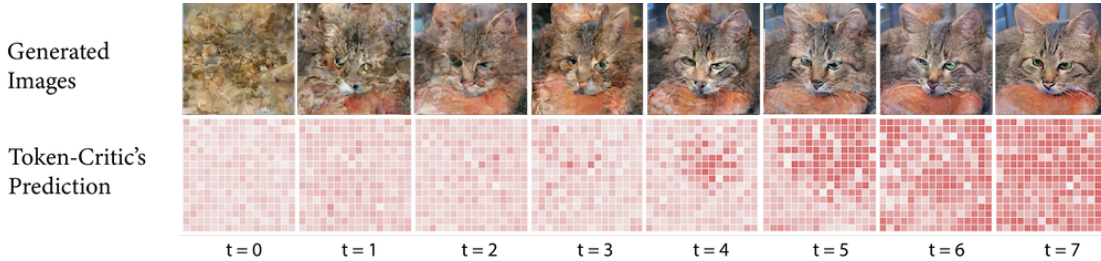 Generated
Images
Token-Critic's
Prediction
t = 0 t = 1 t = 2 t = 3 t = 4 t = 5 t = 6 t = 7